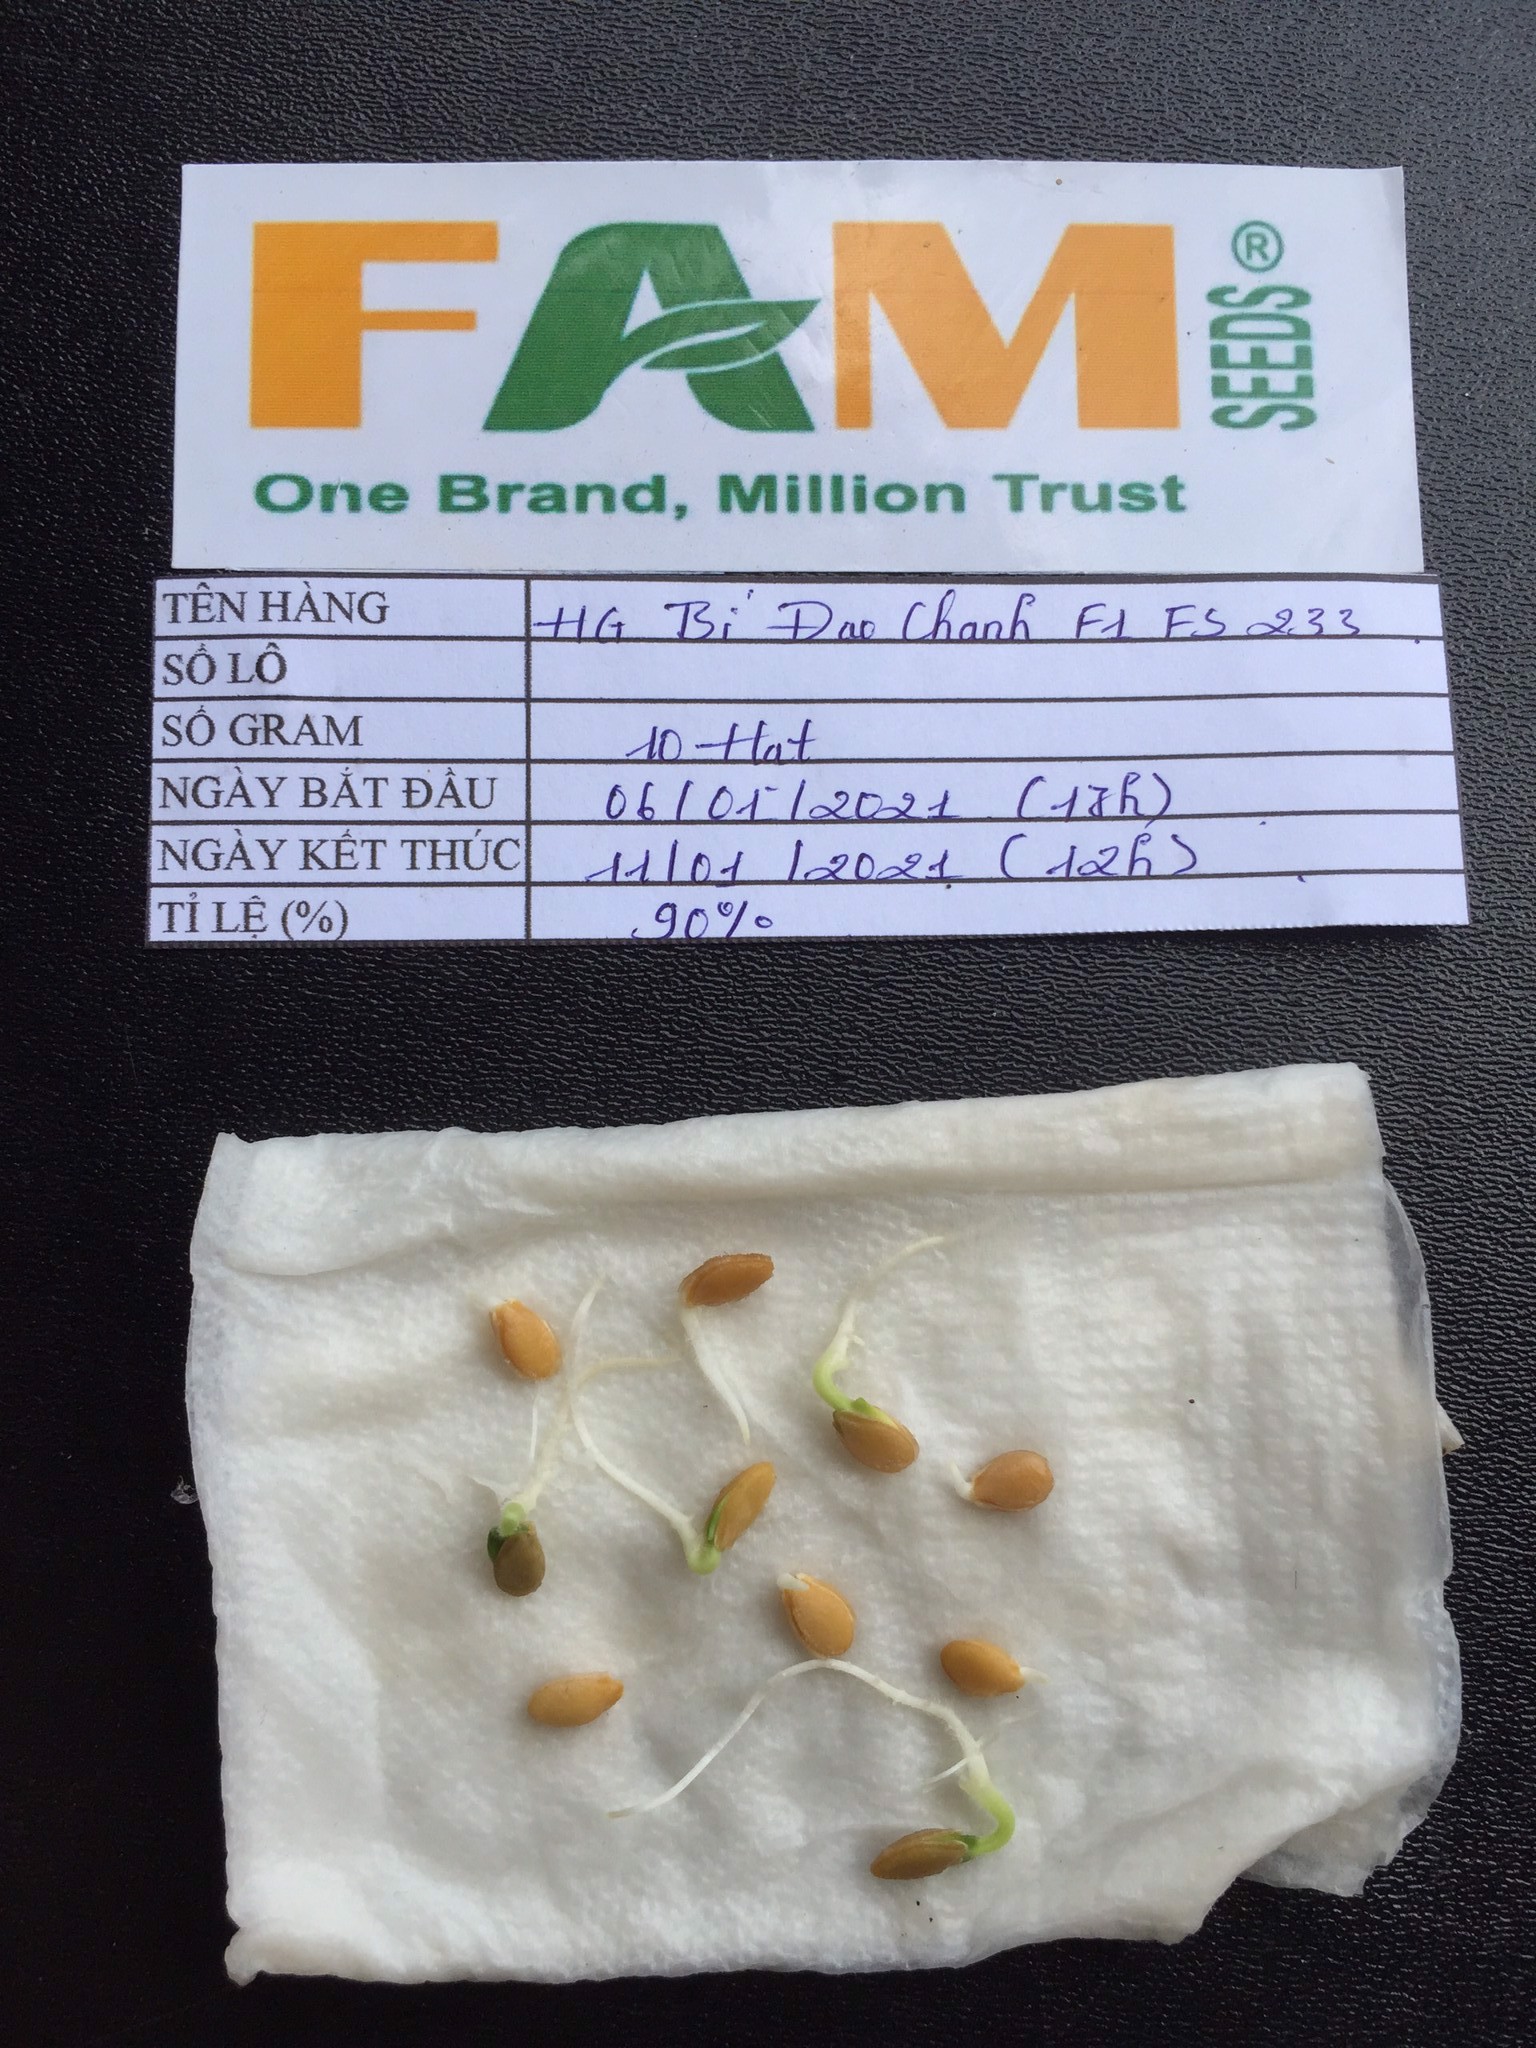 FAM SEEDS®
One Brand, Million Trust
TÊN HÀNG HG Bí Đao Chanh F1 FS 233
SỐ LÔ
SỐ GRAM 10 Hat
NGÀY BẮT ĐẦU 06/01/2021 (17h)
NGÀY KẾT THÚC 11/01/2021 (12h)
TỈ LỆ (%) 90%